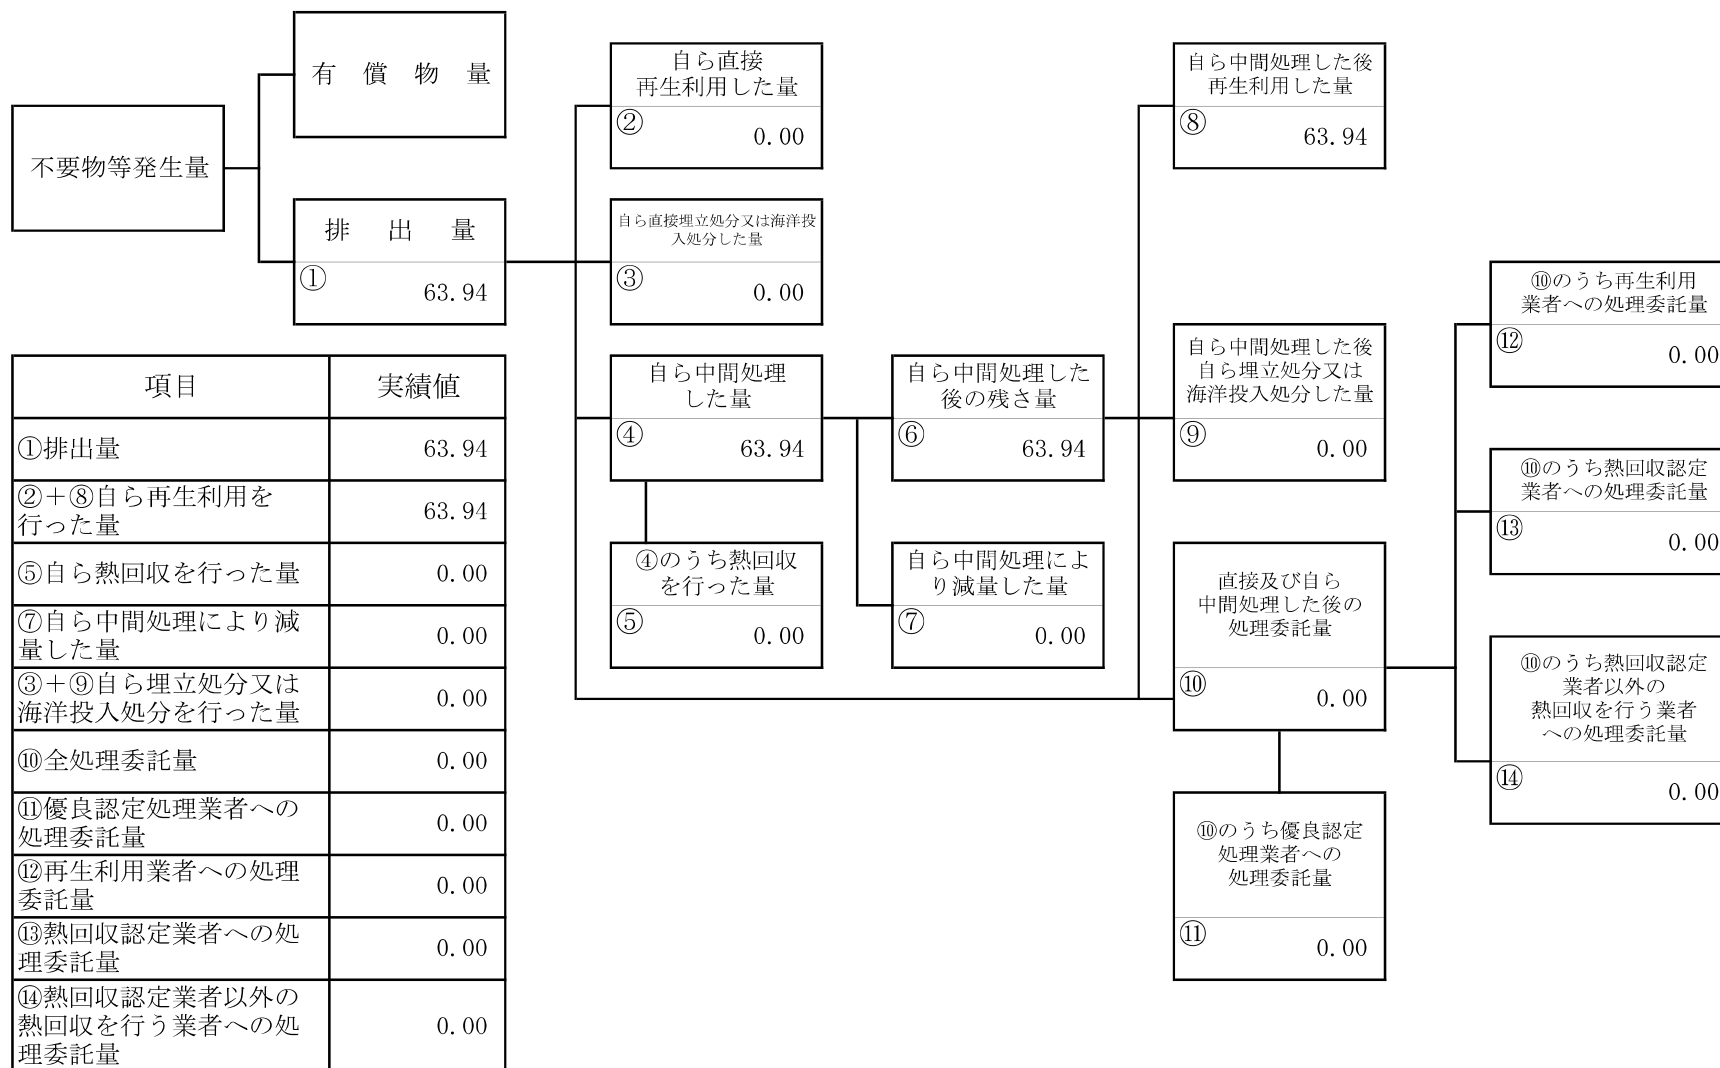 有 償 物 量
不要物等発生量
排 出 量
①
63.94
自ら直接
再生利用した量
②
0.00
自ら直接埋立処分又は海洋投
入処分した量
③
0.00
自ら中間処理
した量
④
63.94
④のうち熱回収
を行った量
⑤
0.00
自ら中間処理した
後の残さ量
⑥
63.94
自ら中間処理によ
り減量した量
⑦
0.00
自ら中間処理した後
再生利用した量
⑧
63.94
自ら中間処理した後
自ら埋立処分又は
海洋投入処分した量
⑨
0.00
直接及び自ら
中間処理した後の
処理委託量
⑩
0.00
⑩のうち優良認定
処理業者への
処理委託量
⑪
0.00
⑩のうち再生利用
業者への処理委託量
⑫
0.00
⑩のうち熱回収認定
業者への処理委託量
⑬
0.00
⑩のうち熱回収認定
業者以外の
熱回収を行う業者
への処理委託量
⑭
0.00
項目 実績値
①排出量 63.94
②＋⑧自ら再生利用を
行った量
63.94
⑤自ら熱回収を行った量 0.00
⑦自ら中間処理により減
量した量
0.00
③＋⑨自ら埋立処分又は
海洋投入処分を行った量
0.00
⑩全処理委託量 0.00
⑪優良認定処理業者への
処理委託量
0.00
⑫再生利用業者への処理
委託量
0.00
⑬熱回収認定業者への処
理委託量
0.00
⑭熱回収認定業者以外の
熱回収を行う業者への処
理委託量
0.00